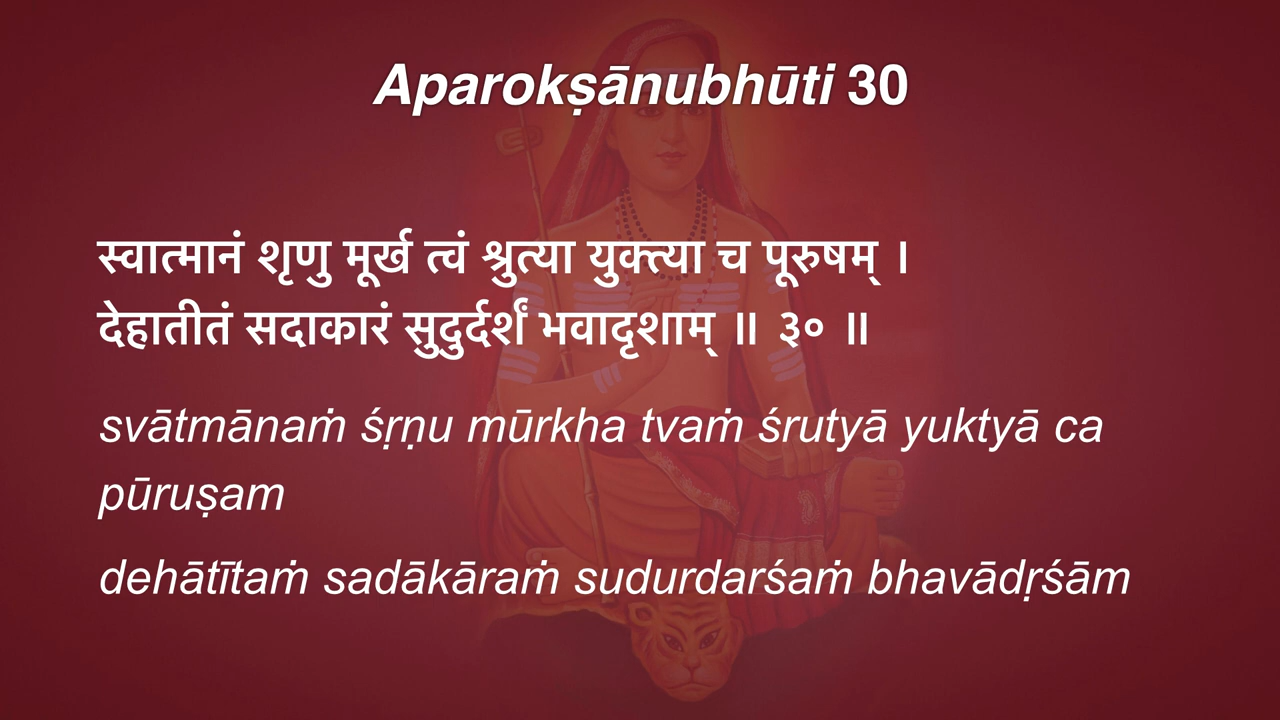 Aparokṣānubhūti 30
स्वात्मानं शृणु मूर्ख त्वं श्रुत्या युक्त्या च पूरुषम् ।
देहातीतं सदाकारं सुदुर्दर्शं भवादृशाम् ॥ ३० ॥
svātmānaṁ śṛṇu mūrkha tvaṁ śrutyā yuktyā ca
pūruṣam
dehātītaṁ sadākāraṁ sudurdarśaṁ bhavādṛśām